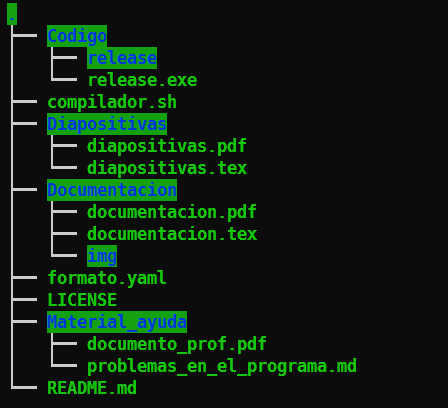 .
Codigo
release
release.exe
compilador.sh
Diapositivas
diapositivas.pdf
diapositivas.tex
Documentacion
documentacion.pdf
documentacion.tex
img
formato.yaml
LICENSE
Material_ayuda
documento_prof.pdf
problemas_en_el_programa.md
README.md